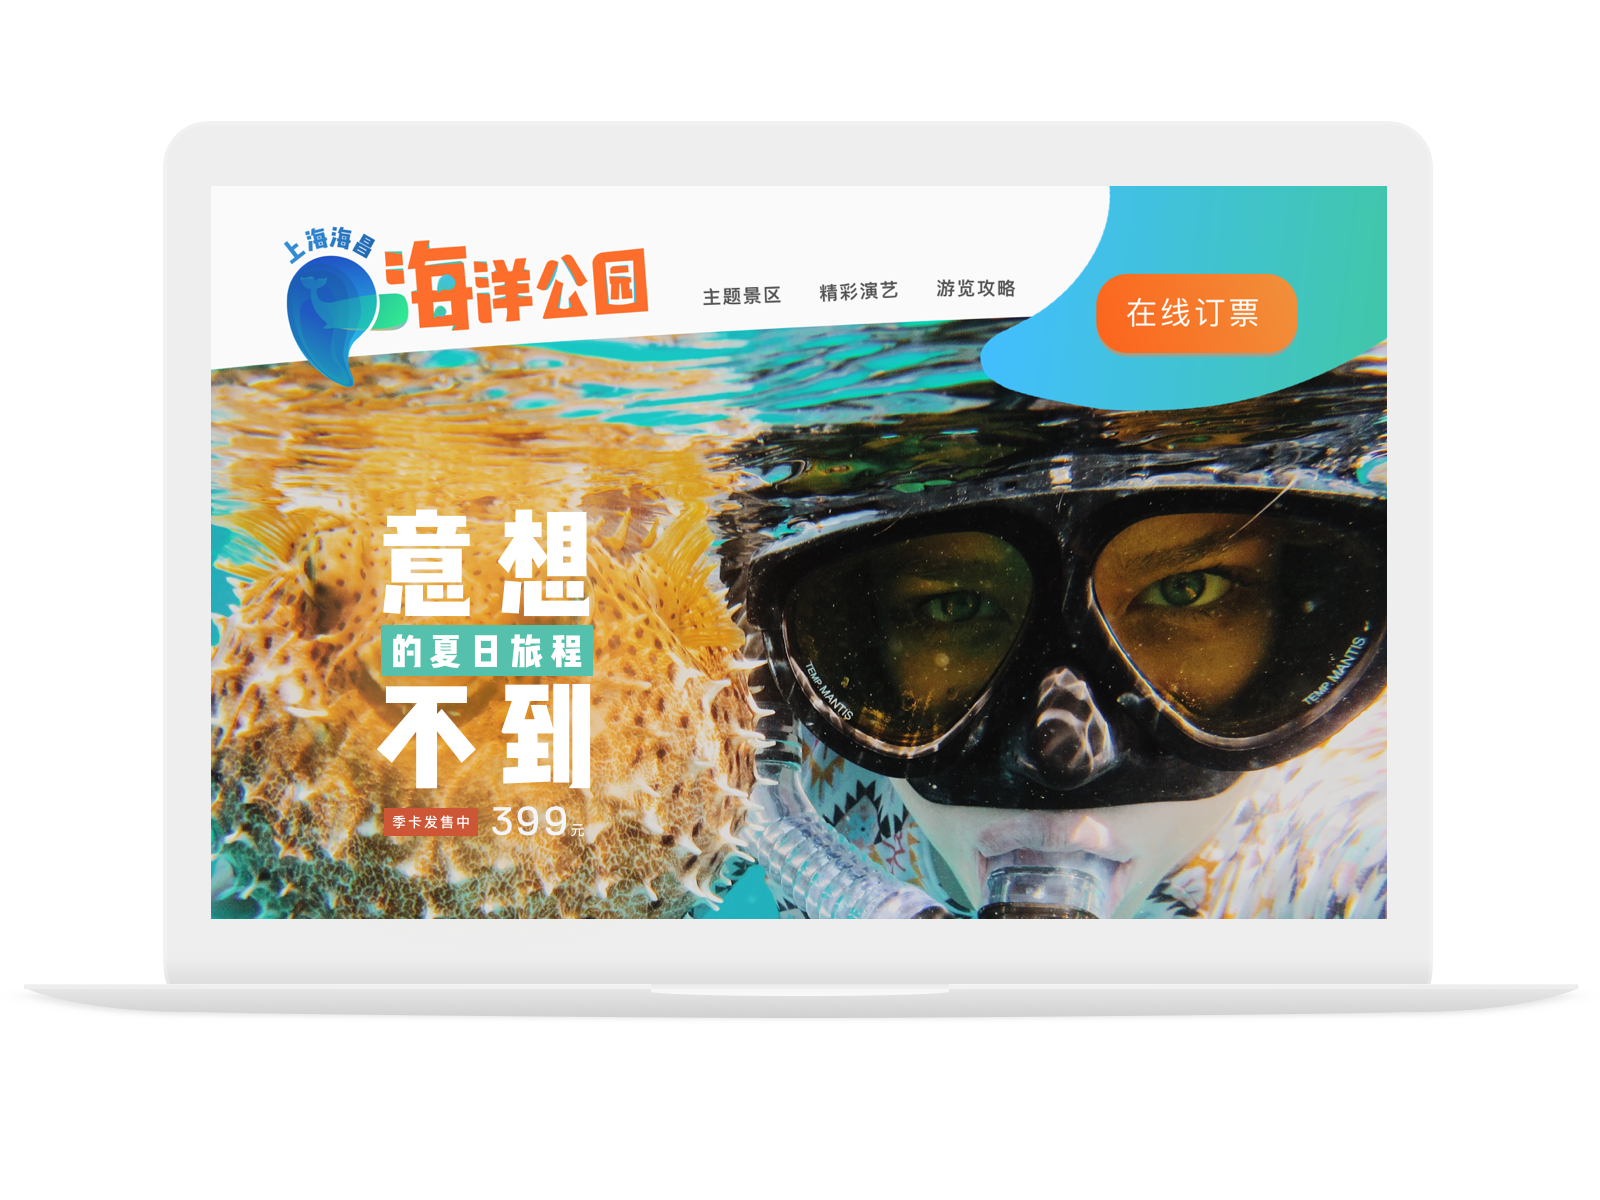 上海海昌
海洋公园
主题景区 精彩演艺 游览攻略
在线订票
意想
的夏日旅程
不到
季卡发售中 399元
TEMP.MANTIS
TEMP.MANTIS